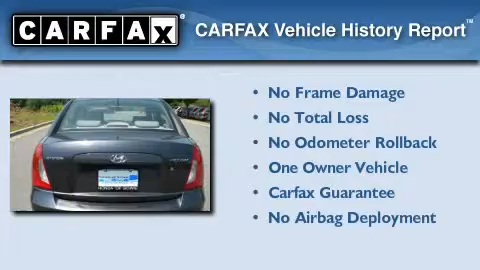 CARFAX®
CARFAX Vehicle History Report™
• No Frame Damage
• No Total Loss
• No Odometer Rollback
• One Owner Vehicle
• Carfax Guarantee
• No Airbag Deployment